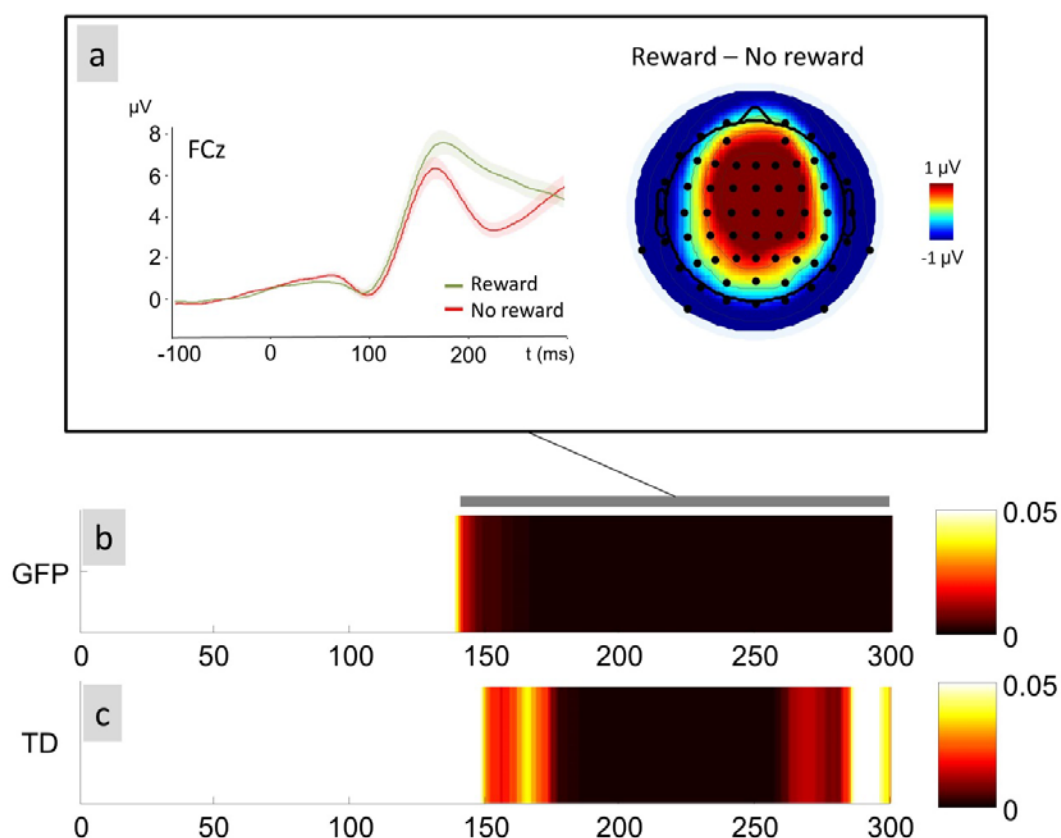 a
Reward – No reward
µV
8
FCz
6
4
2
0
Reward
No reward
-100 0 100 200 t (ms)
1 µV
-1 µV
b
GFP
0.05
0
0 50 100 150 200 250 300
c
TD
0.05
0
0 50 100 150 200 250 300